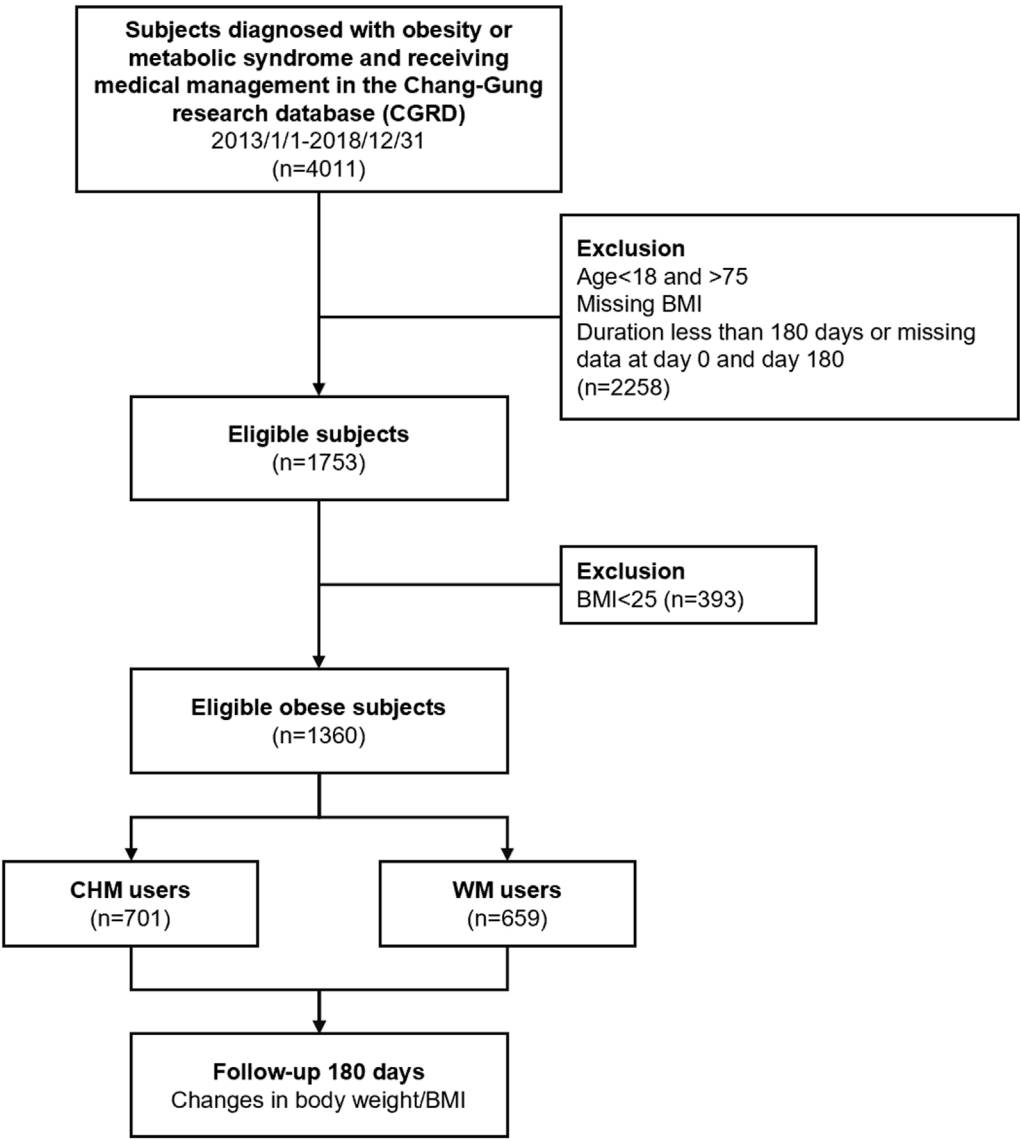 Subjects diagnosed with obesity or
metabolic syndrome and receiving
medical management in the Chang-Gung
research database (CGRD)
2013/1/1-2018/12/31
(n=4011)
Exclusion
Age<18 and >75
Missing BMI
Duration less than 180 days or missing
data at day 0 and day 180
(n=2258)
Eligible subjects
(n=1753)
Exclusion
BMI<25 (n=393)
Eligible obese subjects
(n=1360)
CHM users
(n=701)
WM users
(n=659)
Follow-up 180 days
Changes in body weight/BMI